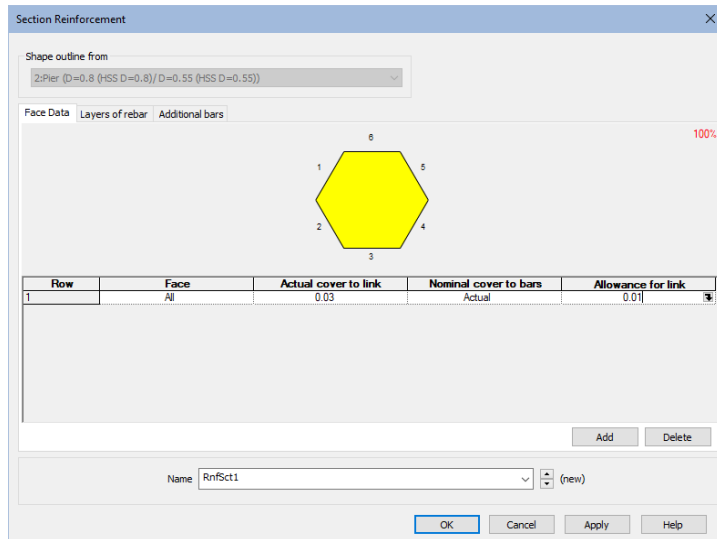 Section Reinforcement
Shape outline from
2:Pier (D=0.8 (HSS D=0.8)/ D=0.55 (HSS D=0.55))
Face Data Layers of rebar Additional bars
100%
6
1 5
2 4
3
Row Face Actual cover to link Nominal cover to bars Allowance for link
1 All 0.03 Actual 0.01
Add Delete
Name RnfSct1 (new)
OK Cancel Apply Help